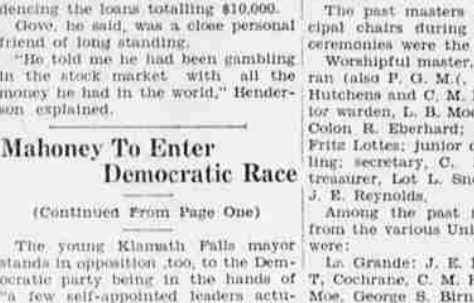 dencing the loans totalling $10,000.
Gove, he said, was a close personal
friend of long standing.
"He told me he had been gambling
in the stock market with all the
money he had in the world," Hender-
son explained.
Mahoney To Enter
Democratic Race
(Continued From Page One)
The young Klamath Falls mayor
stands in opposition ,too, to the Dem-
ocratic party being in the hands of
"a few self-appointed leaders actu-
The past masters
cipal chairs during
ceremonies were the
Worshipful master,
ran (also P. G. M.(-
Hutchens and C. M.
ior warden, L. B. Moe
Colon R. Eberhard;
Fritz Lottes; junior
ling; secretary, C.
treasurer, Lot L. Sno
J. E. Reynolds,
Among the past
from the various Uni
were:
La Grande: J. E.
T, Cochrane, C. M.
Moe, George S. Bir